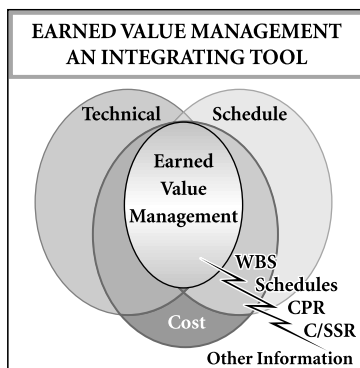 EARNED VALUE MANAGEMENT
AN INTEGRATING TOOL
Technical
Schedule
Earned
Value
Management
WBS
Schedules
CPR
Cost
C/SSR
Other Information